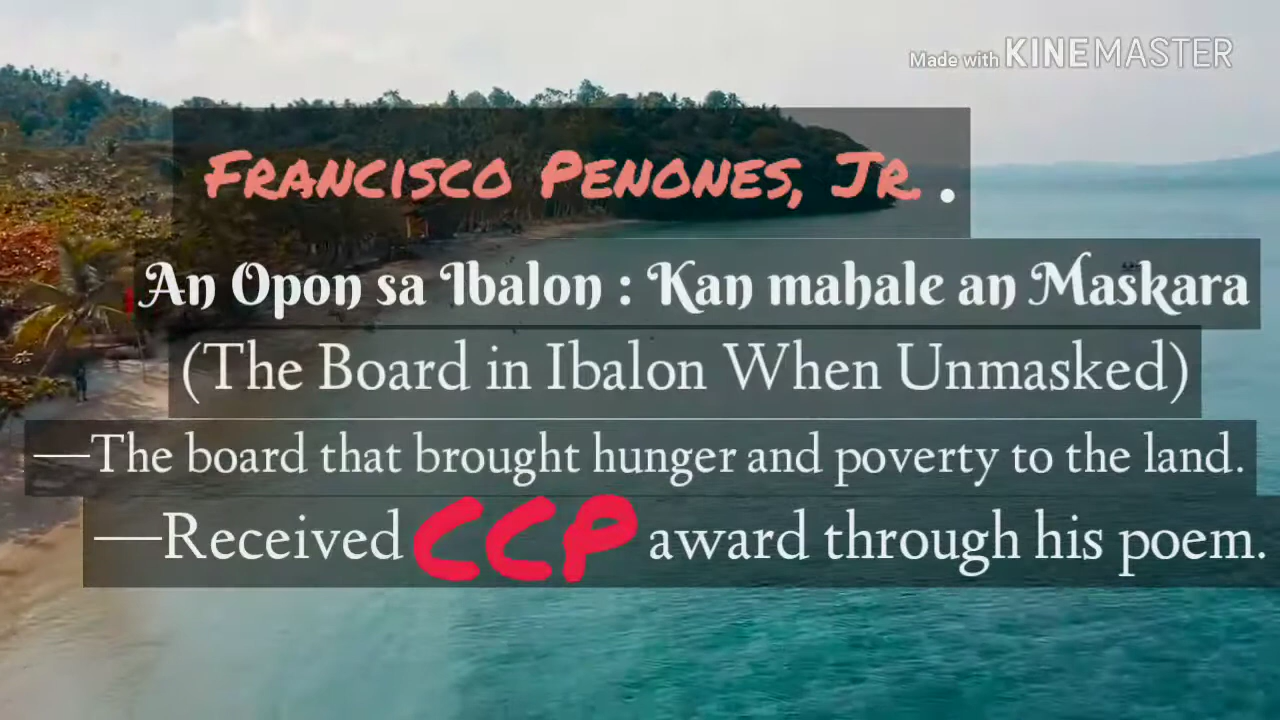 Made with KINEMASTER
Francisco Penones, Jr.
An Opon sa Ibalon : Kan mahale an Maskara
(The Board in Ibalon When Unmasked)
—The board that brought hunger and poverty to the land.
—Received CCP award through his poem.